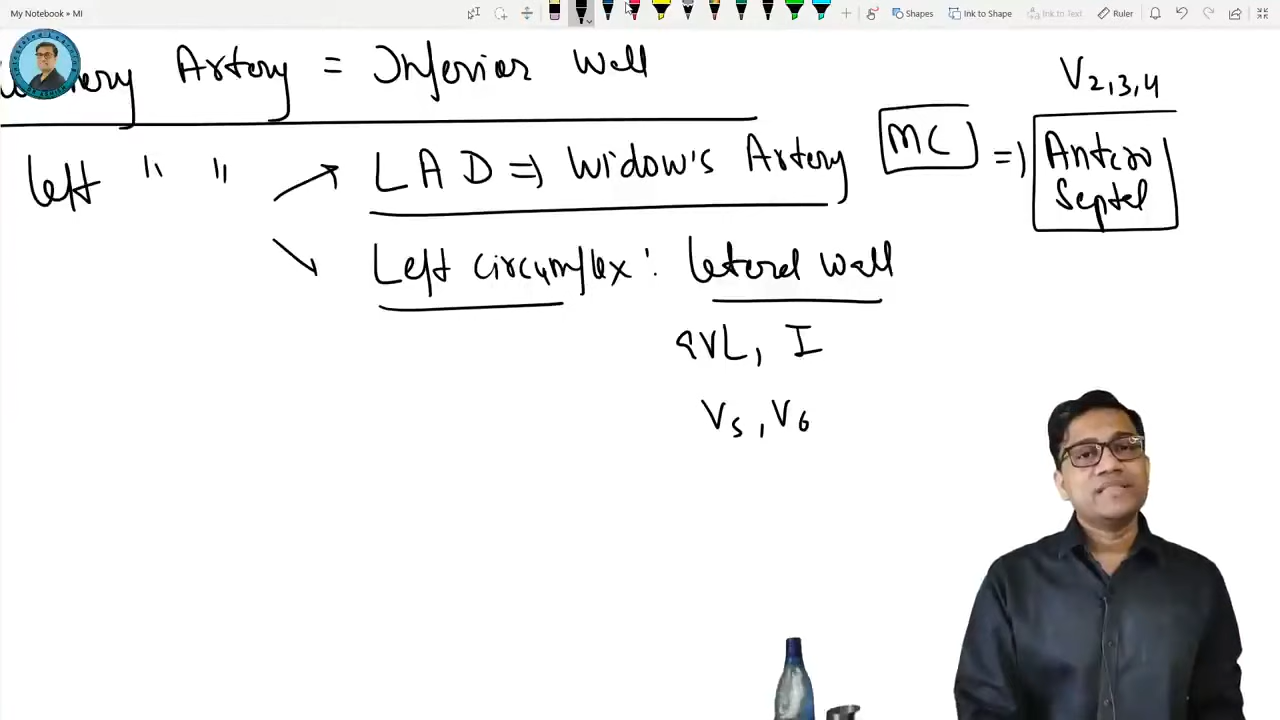 My Notebook » MI
Shapes
Ink to Shape
Ink to Text
Ruler
Artery = Inferior Wall
V2,3,4
left " " LAD => Widow's Artery MC => Antero
Septal
Left circumflex: lateral wall
aVL, I
V5, V6